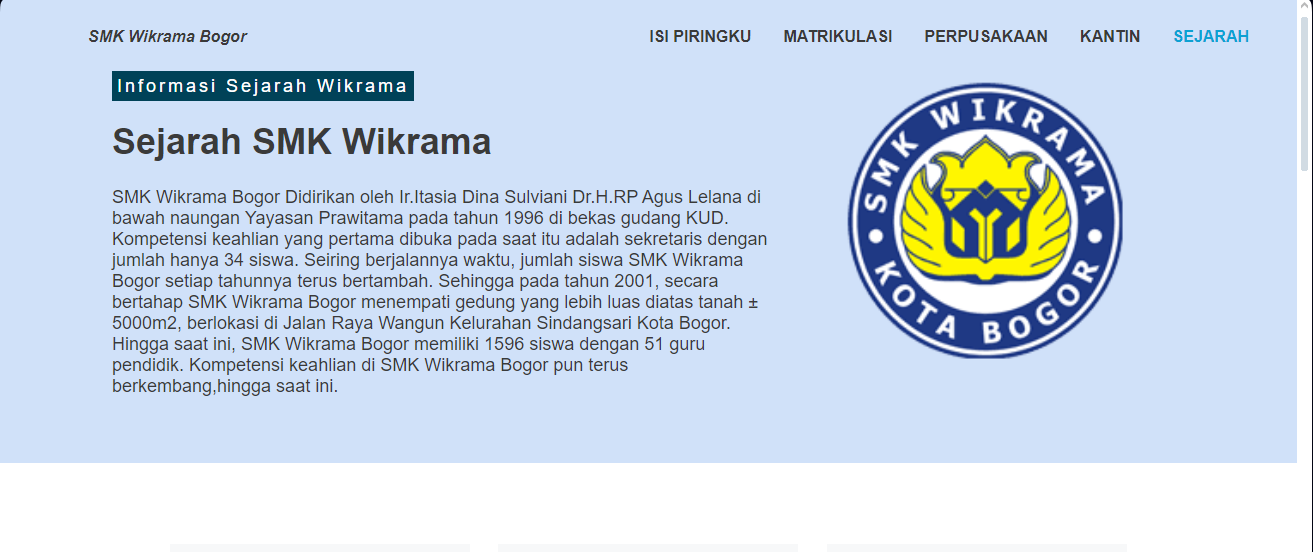 SMK Wikrama Bogor
ISI PIRINGKU MATRIKULASI PERPUSAKAAN KANTIN SEJARAH
Informasi Sejarah Wikrama
Sejarah SMK Wikrama
SMK Wikrama Bogor Didirikan oleh Ir.Itasia Dina Sulviani Dr.H.RP Agus Lelana di
bawah naungan Yayasan Prawitama pada tahun 1996 di bekas gudang KUD.
Kompetensi keahlian yang pertama dibuka pada saat itu adalah sekretaris dengan
jumlah hanya 34 siswa. Seiring berjalannya waktu, jumlah siswa SMK Wikrama
Bogor setiap tahunnya terus bertambah. Sehingga pada tahun 2001, secara
bertahap SMK Wikrama Bogor menempati gedung yang lebih luas diatas tanah ±
5000m2, berlokasi di Jalan Raya Wangun Kelurahan Sindangsari Kota Bogor.
Hingga saat ini, SMK Wikrama Bogor memiliki 1596 siswa dengan 51 guru
pendidik. Kompetensi keahlian di SMK Wikrama Bogor pun terus
berkembang,hingga saat ini.
SMK WIKRAMA
KOTA BOGOR